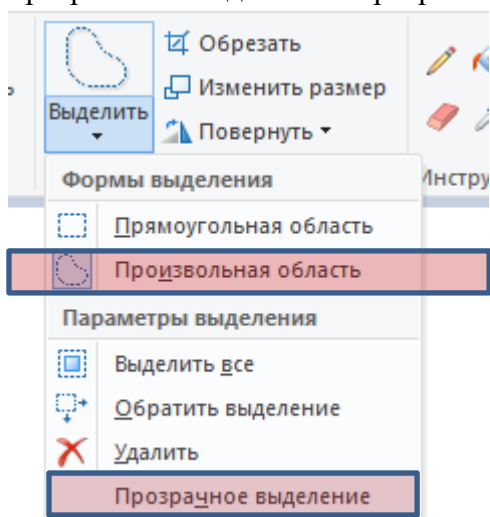 Обрезать
Изменить размер
Выделить
Повернуть
Формы выделения
Прямоугольная область
Произвольная область
Параметры выделения
Выделить все
Обратить выделение
Удалить
Прозрачное выделение